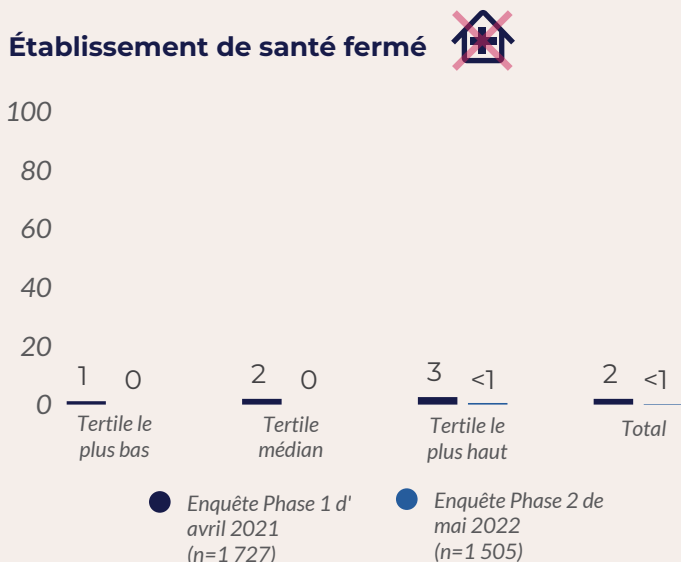 Établissement de santé fermé
100
80
60
40
20
0
1 0
2 0
3 <1
2 <1
Tertile le
plus bas
Tertile
médian
Tertile le
plus haut
Total
Enquête Phase 1 d'
avril 2021
(n=1 727)
Enquête Phase 2 de
mai 2022
(n=1 505)